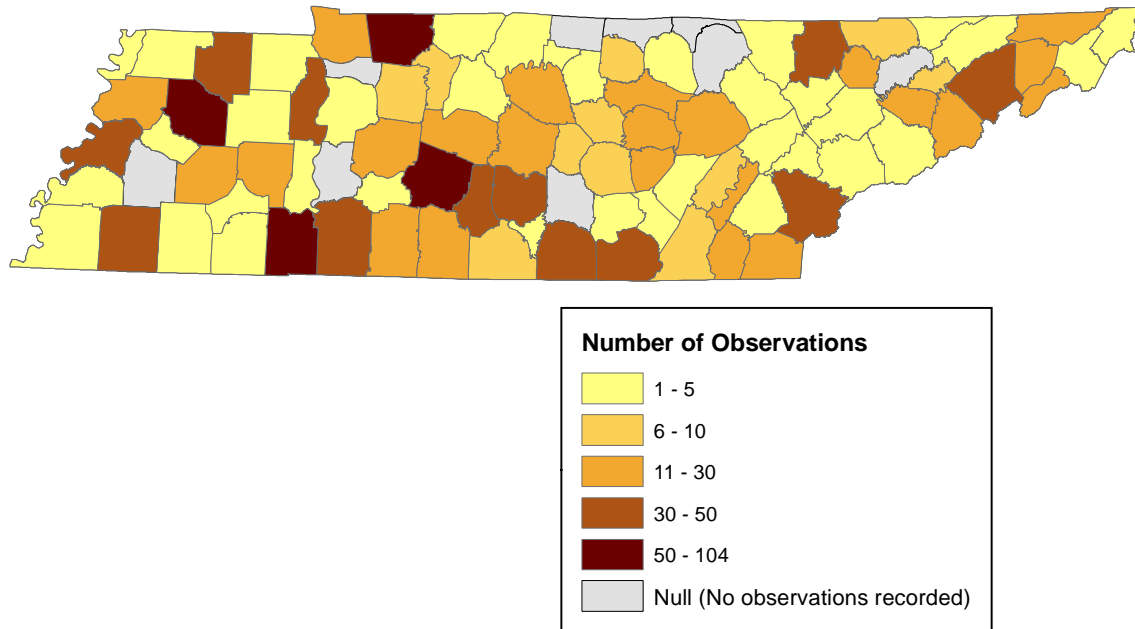 Number of Observations
1 - 5
6 - 10
11 - 30
30 - 50
50 - 104
Null (No observations recorded)